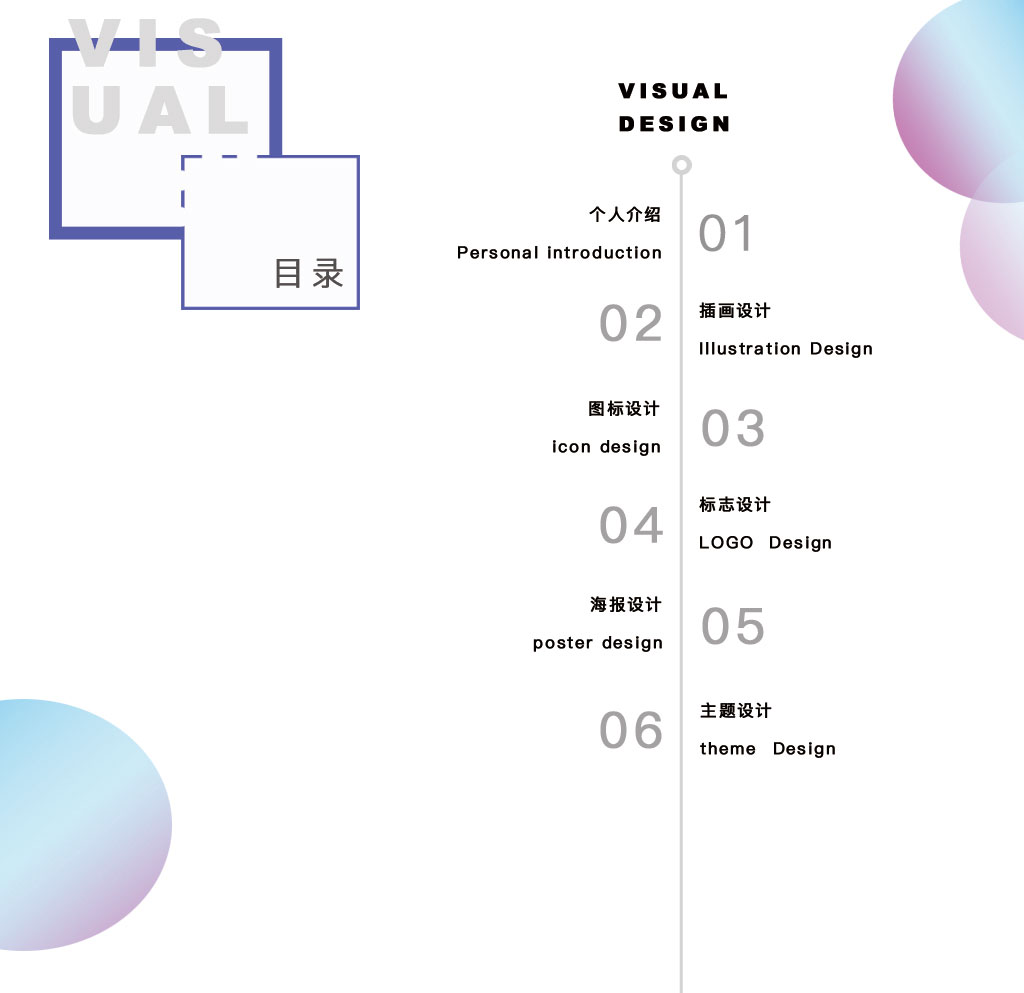 VIS
UAL
目录
VISUAL
DESIGN
个人介绍
Personal introduction
01
02
插画设计
Illustration Design
图标设计
icon design
03
04
标志设计
LOGO Design
海报设计
poster design
05
06
主题设计
theme Design